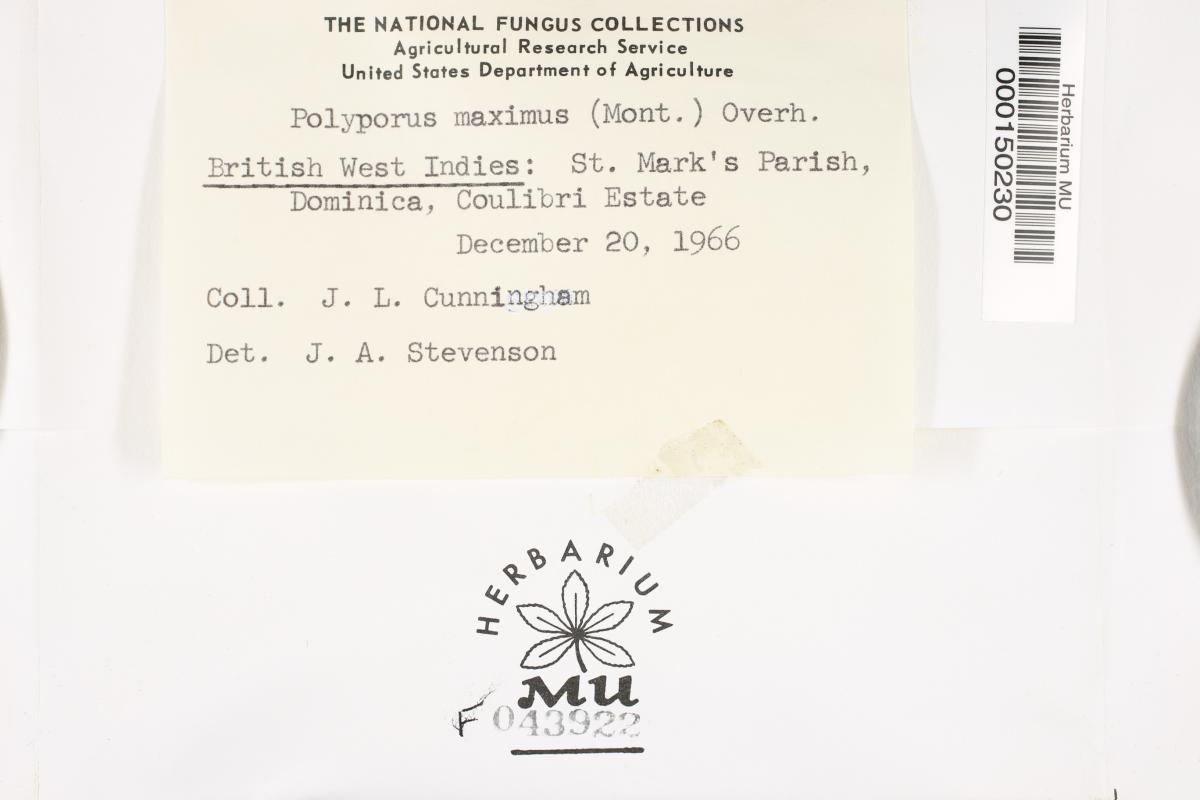 THE NATIONAL FUNGUS COLLECTIONS
Agricultural Research Service
United States Department of Agriculture
Polyporus maximus (Mont.) Overh.
British West Indies: St. Mark's Parish,
Dominica, Coulibri Estate
December 20, 1966
Coll. J. L. Cunningham
Det. J. A. Stevenson
Herbarium MU
000150230
HERBARIUM
MU
F 043922